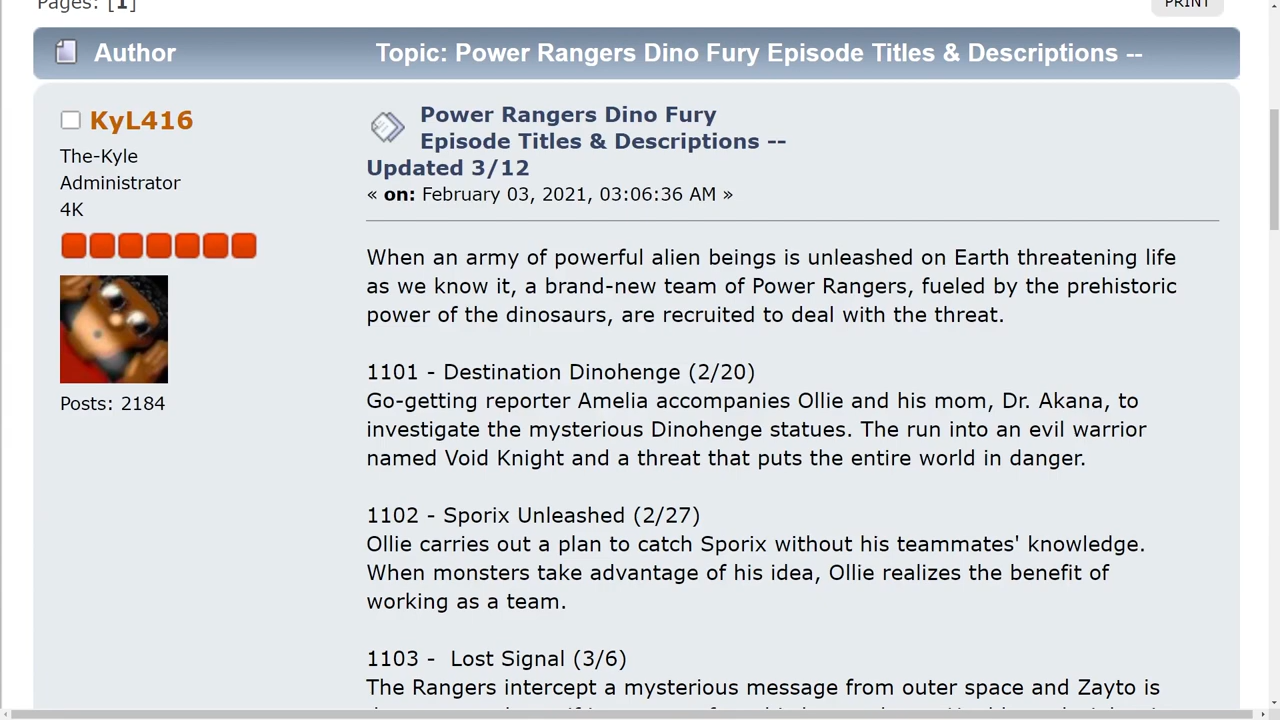 Pages: [1]
PRINT
Author
Topic: Power Rangers Dino Fury Episode Titles & Descriptions --
KyL416
The-Kyle
Administrator
4K
Posts: 2184
Power Rangers Dino Fury
Episode Titles & Descriptions --
Updated 3/12
« on: February 03, 2021, 03:06:36 AM »
When an army of powerful alien beings is unleashed on Earth threatening life
as we know it, a brand-new team of Power Rangers, fueled by the prehistoric
power of the dinosaurs, are recruited to deal with the threat.
1101 - Destination Dinohenge (2/20)
Go-getting reporter Amelia accompanies Ollie and his mom, Dr. Akana, to
investigate the mysterious Dinohenge statues. The run into an evil warrior
named Void Knight and a threat that puts the entire world in danger.
1102 - Sporix Unleashed (2/27)
Ollie carries out a plan to catch Sporix without his teammates' knowledge.
When monsters take advantage of his idea, Ollie realizes the benefit of
working as a team.
1103 -  Lost Signal (3/6)
The Rangers intercept a mysterious message from outer space and Zayto is